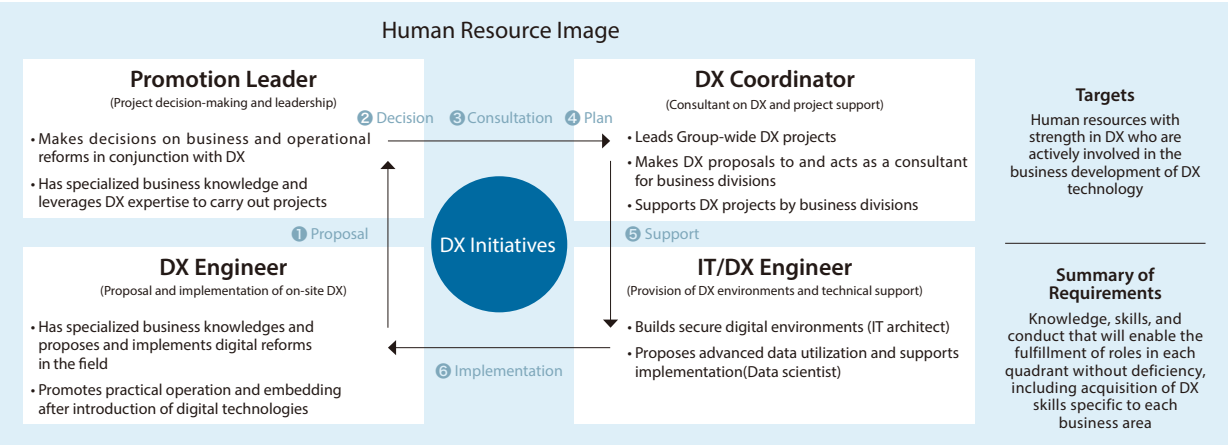 Human Resource Image
Promotion Leader
(Project decision-making and leadership)
• Makes decisions on business and operational
reforms in conjunction with DX
• Has specialized business knowledge and
leverages DX expertise to carry out projects
❷ Decision
❸ Consultation
❹ Plan
DX Coordinator
(Consultant on DX and project support)
• Leads Group-wide DX projects
• Makes DX proposals to and acts as a consultant
for business divisions
• Supports DX projects by business divisions
❶ Proposal
DX Initiatives
❺ Support
DX Engineer
(Proposal and implementation of on-site DX)
• Has specialized business knowledges and
proposes and implements digital reforms
in the field
• Promotes practical operation and embedding
after introduction of digital technologies
❻ Implementation
IT/DX Engineer
(Provision of DX environments and technical support)
• Builds secure digital environments (IT architect)
• Proposes advanced data utilization and supports
implementation(Data scientist)
Targets
Human resources with
strength in DX who are
actively involved in the
business development of DX
technology
Summary of
Requirements
Knowledge, skills, and
conduct that will enable the
fulfillment of roles in each
quadrant without deficiency,
including acquisition of DX
skills specific to each
business area